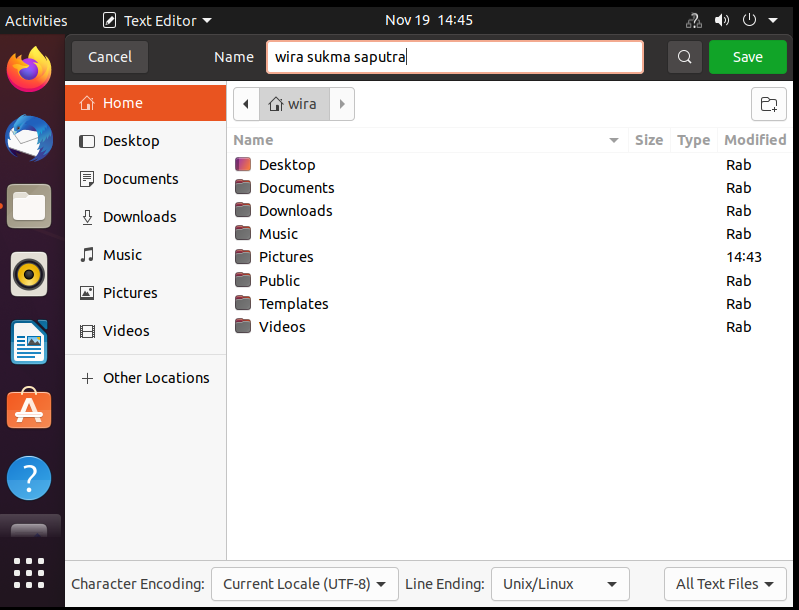 Activities Text Editor Nov 19 14:45
Cancel Name wira sukma saputra Save
Home wira
Desktop
Documents
Downloads
Music
Pictures
Videos
Other Locations
Name Size Type Modified
Desktop Rab
Documents Rab
Downloads Rab
Music Rab
Pictures 14:43
Public Rab
Templates Rab
Videos Rab
Character Encoding: Current Locale (UTF-8) Line Ending: Unix/Linux All Text Files